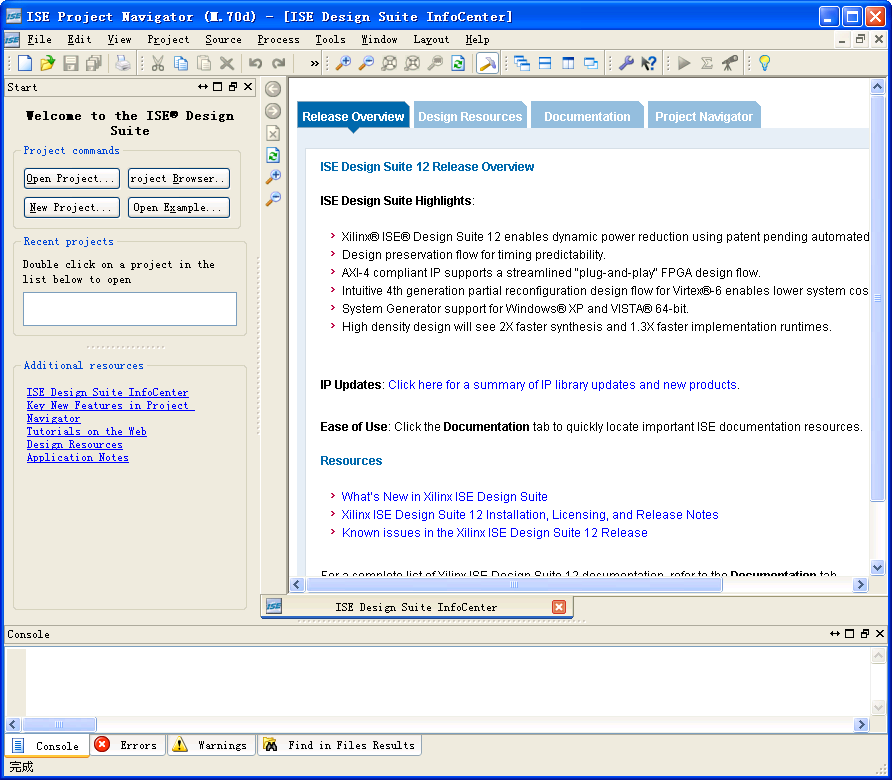 ISE Project Navigator (M.70d) - [ISE Design Suite InfoCenter]
File Edit View Project Source Process Tools Window Layout Help
Start
Welcome to the ISE® Design
Suite
Project commands
Open Project...
roject Browser..
New Project...
Open Example...
Recent projects
Double click on a project in the
list below to open
Additional resources
ISE Design Suite InfoCenter
Key New Features in Project
Navigator
Tutorials on the Web
Design Resources
Application Notes
Release Overview
Design Resources
Documentation
Project Navigator
ISE Design Suite 12 Release Overview
ISE Design Suite Highlights:
Xilinx® ISE® Design Suite 12 enables dynamic power reduction using patent pending automated
Design preservation flow for timing predictability.
AXI-4 compliant IP supports a streamlined "plug-and-play" FPGA design flow.
Intuitive 4th generation partial reconfiguration design flow for Virtex®-6 enables lower system cos
System Generator support for Windows® XP and VISTA® 64-bit.
High density design will see 2X faster synthesis and 1.3X faster implementation runtimes.
IP Updates: Click here for a summary of IP library updates and new products.
Ease of Use: Click the Documentation tab to quickly locate important ISE documentation resources.
Resources
What's New in Xilinx ISE Design Suite
Xilinx ISE Design Suite 12 Installation, Licensing, and Release Notes
Known issues in the Xilinx ISE Design Suite 12 Release
For a complete list of Xilinx ISE Design Suite 12 documentation, refer to the Documentation tab
ISE Design Suite InfoCenter
Console
Console
Errors
Warnings
Find in Files Results
完成